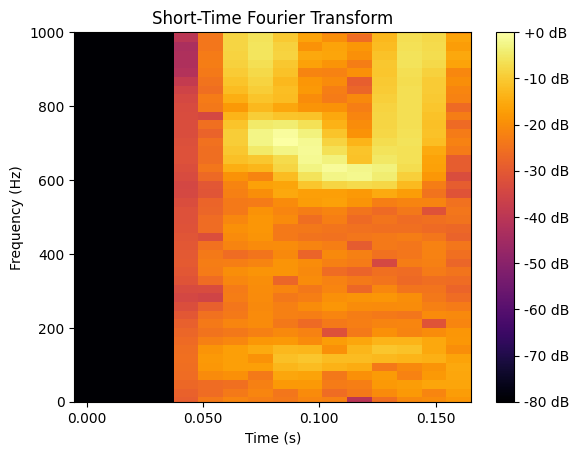 Short-Time Fourier Transform
Frequency (Hz)
1000
800
600
400
200
0
0.000
0.050
0.100
0.150
Time (s)
+0 dB
-10 dB
-20 dB
-30 dB
-40 dB
-50 dB
-60 dB
-70 dB
-80 dB